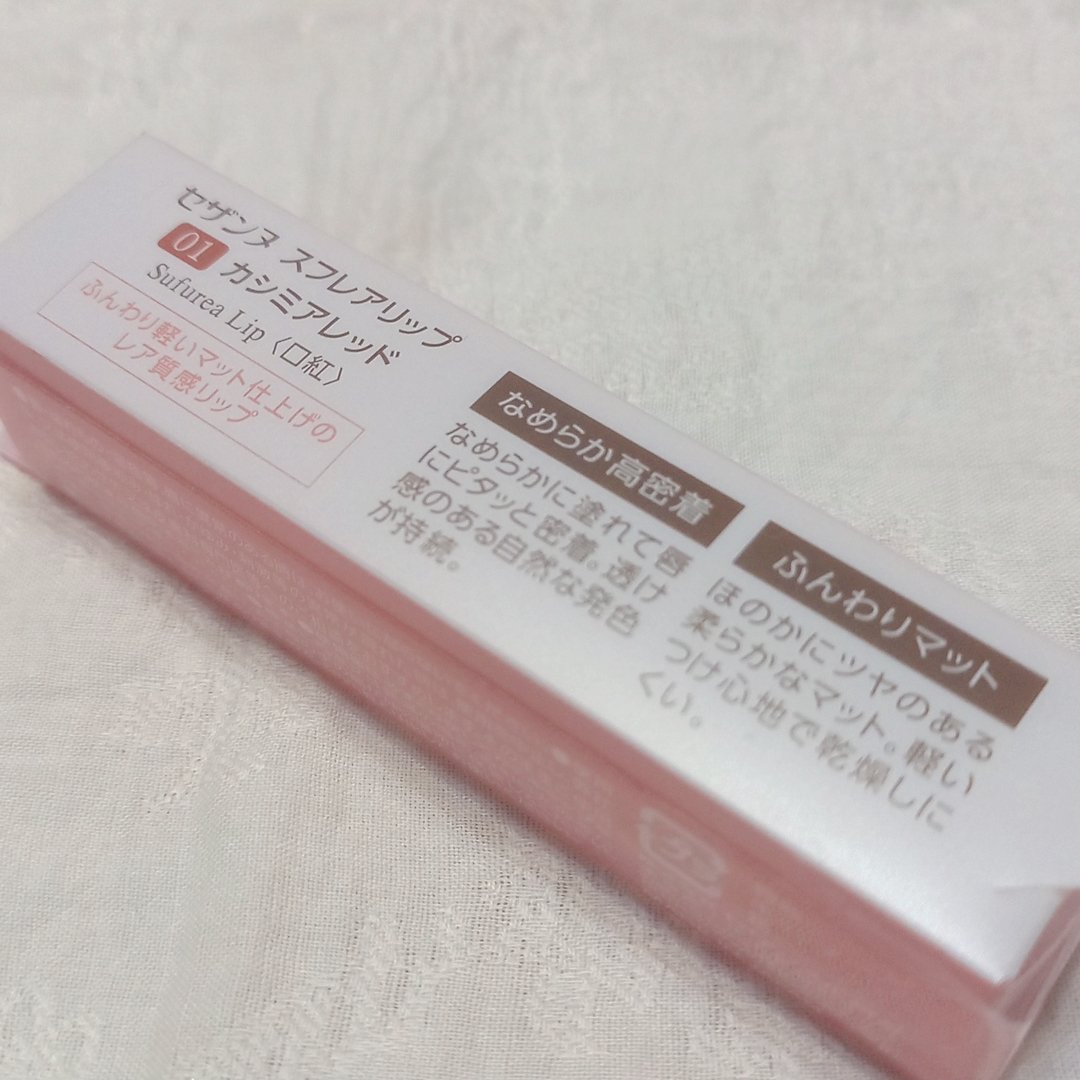 セザンヌ スフレアリップ
01 カシミアレッド
Sufurea Lip〈口紅〉
ふんわり軽いマット仕上げの
レア質感リップ
なめらか高密着
なめらかに塗れて唇
にピタッと密着。透け
感のある自然な発色
が持続。
ふんわりマット
ほのかにツヤのある
柔らかなマット。軽い
つけ心地で乾燥しに
くい。